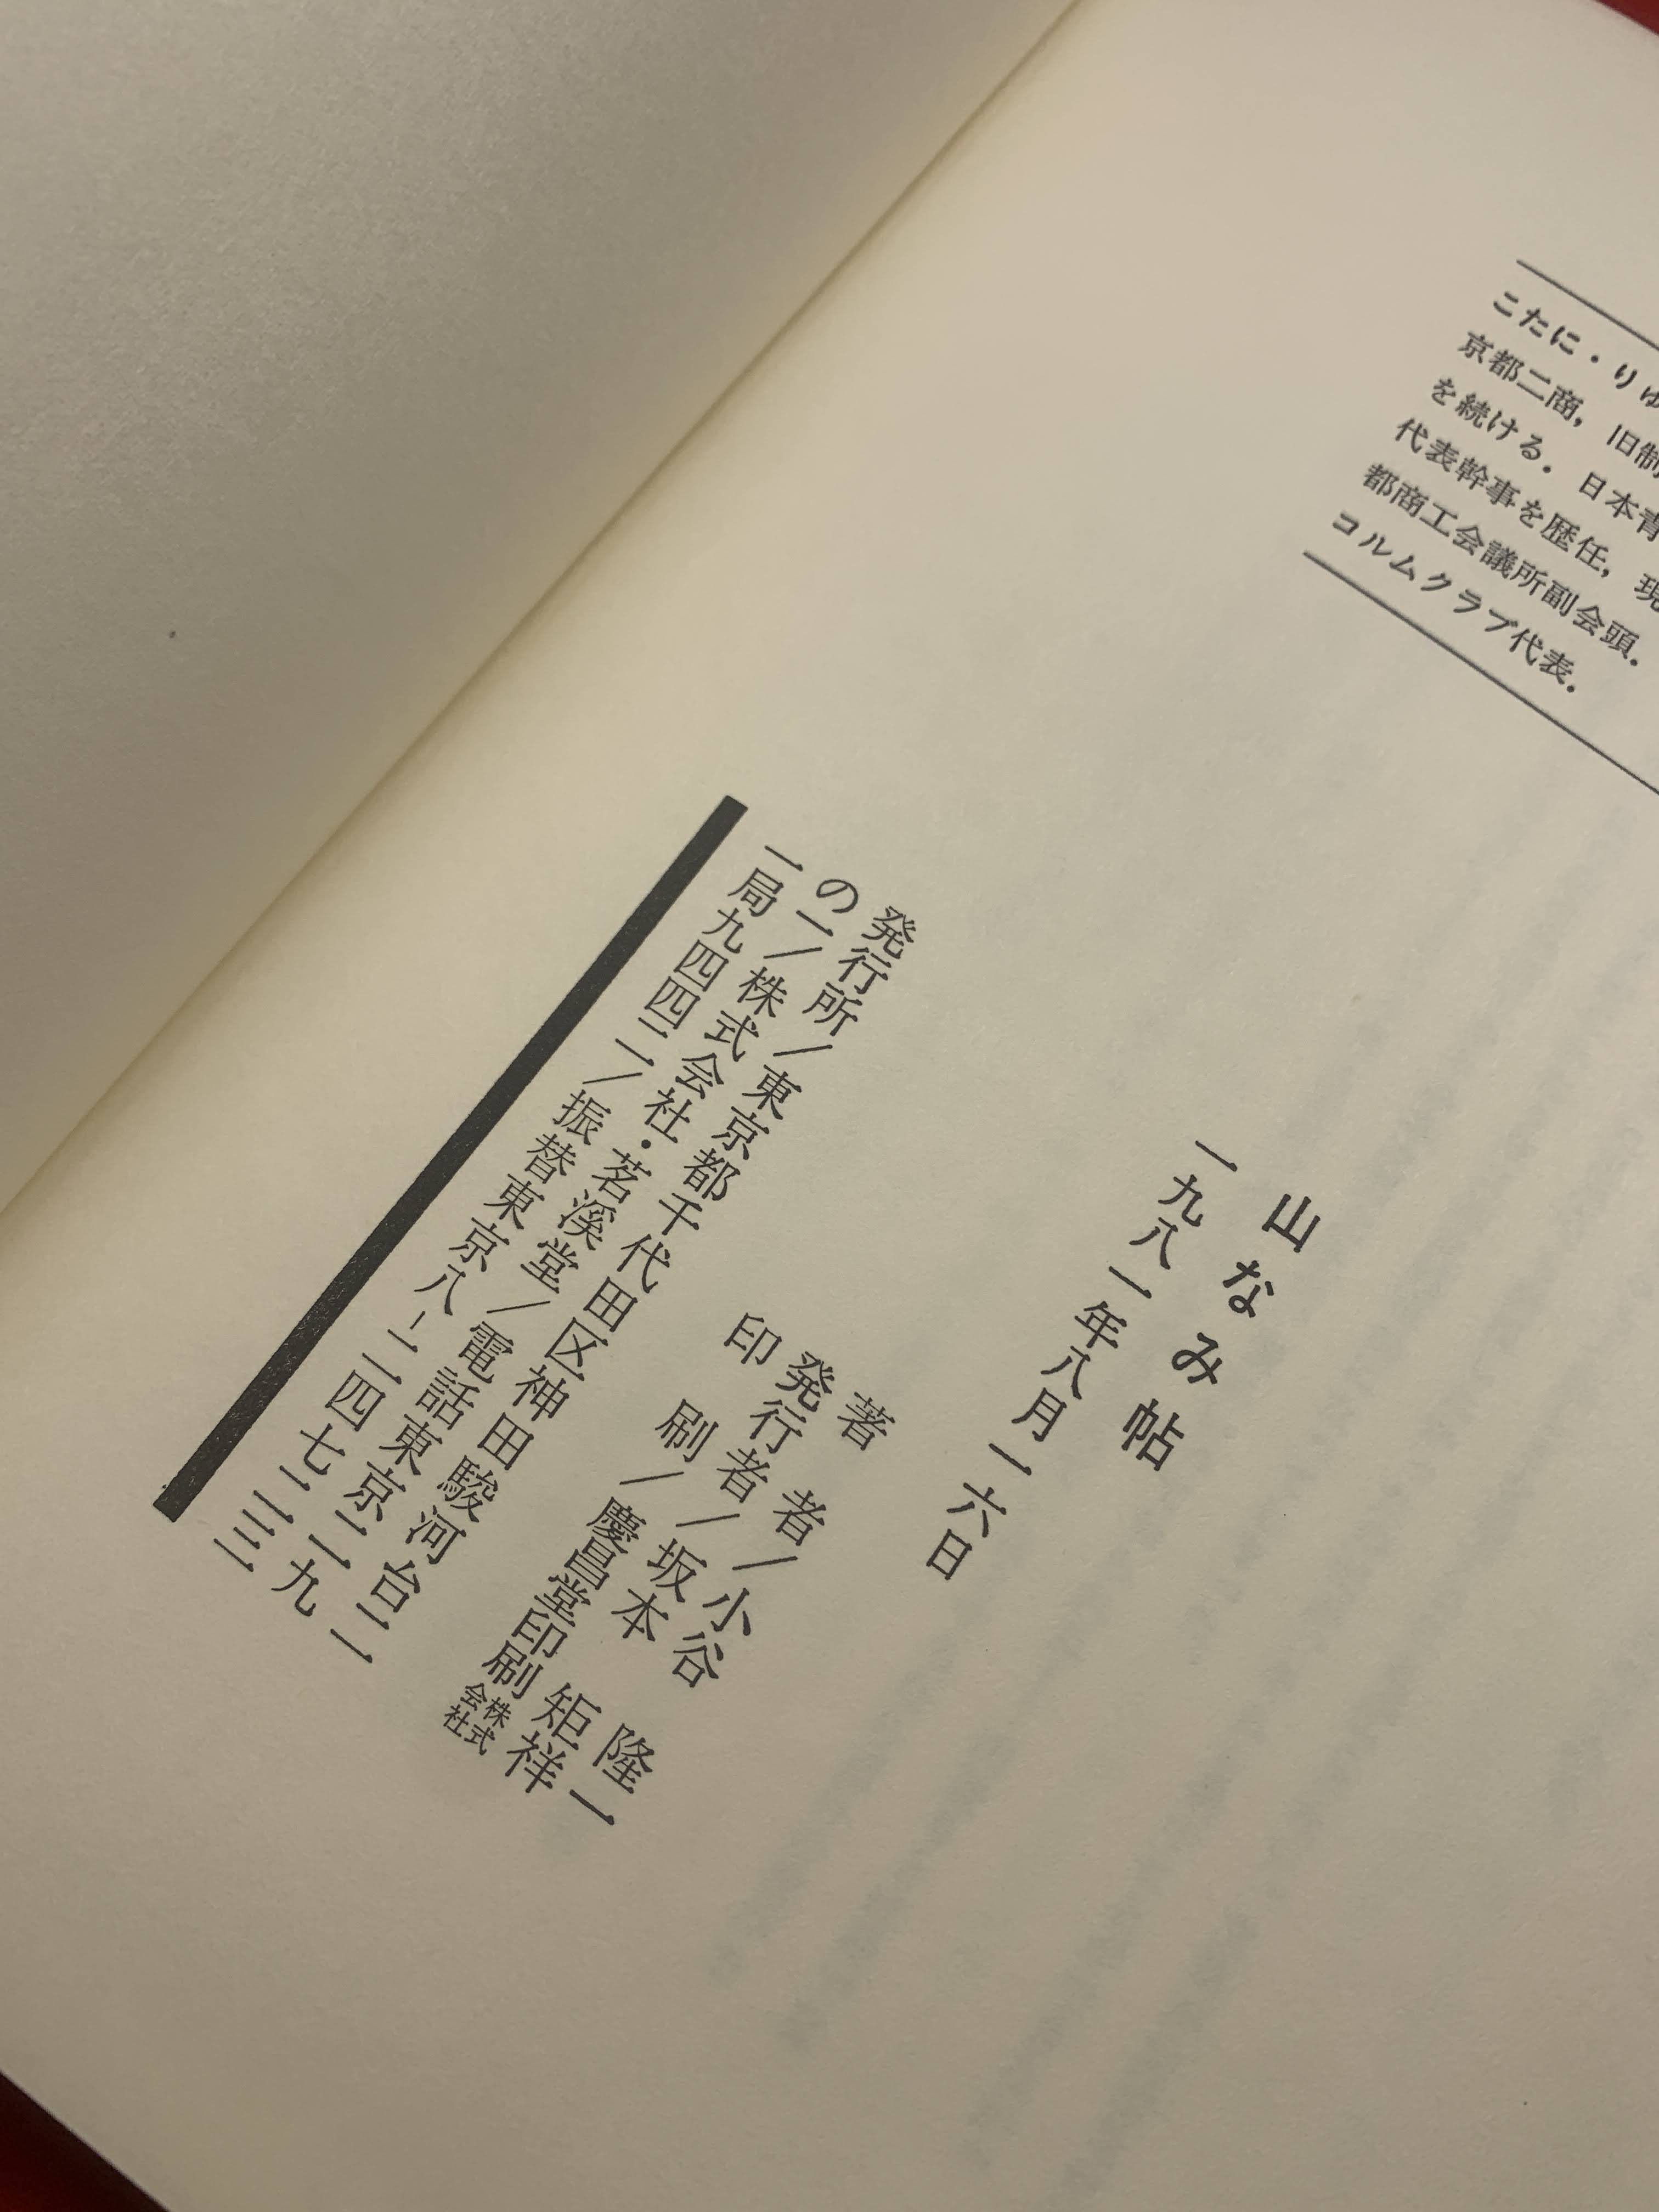 こたに・りゅ
京都二商，旧制
を続ける．日本青
代表幹事を歴任，現
都商工会議所副会頭．
コルムクラブ代表．
山なみ帖
一九八一年八月一六日
著者/小谷隆一
発行者/坂本矩祥
印刷/慶昌堂印刷株式会社
発行所/東京都千代田区神田駿河台二
の一/株式会社・茗溪堂/電話東京二九
一局九四四二/振替東京八-一四七二三